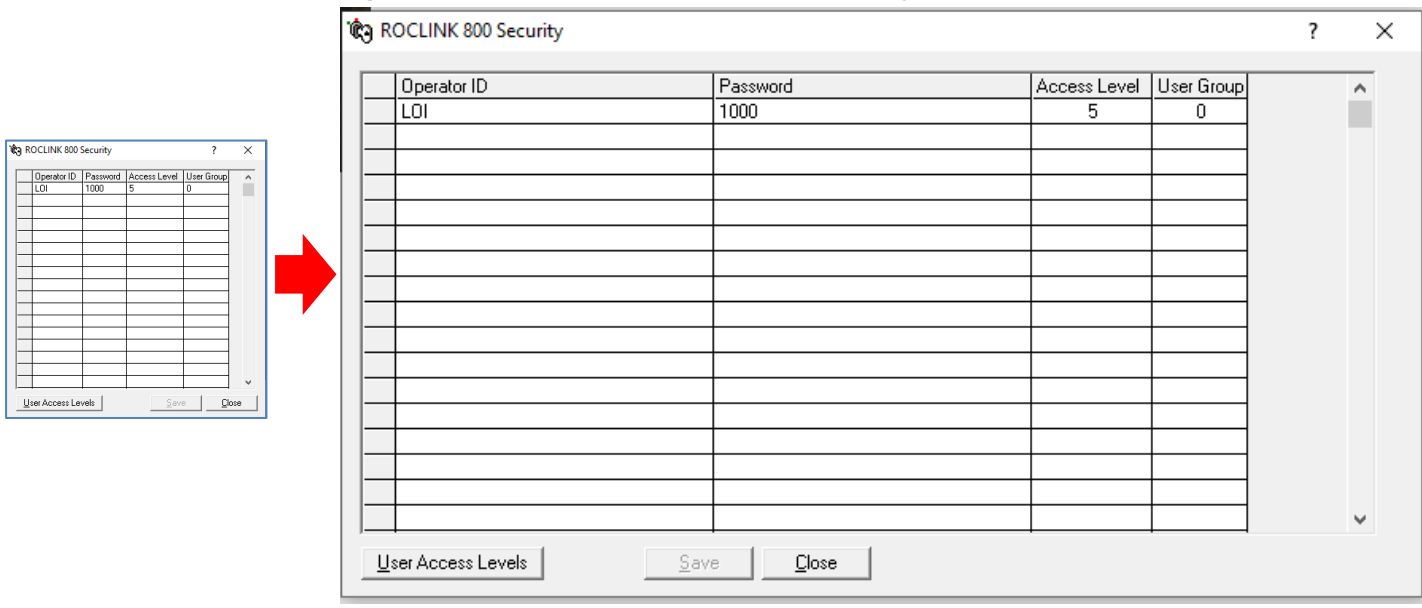 ROCLINK 800 Security ? ×
Operator ID Password Access Level User Group
LOI 1000 5 0
User Access Levels Save Close
ROCLINK 800 Security ? ×
Operator ID Password Access Level User Group
LOI 1000 5 0
User Access Levels Save Close